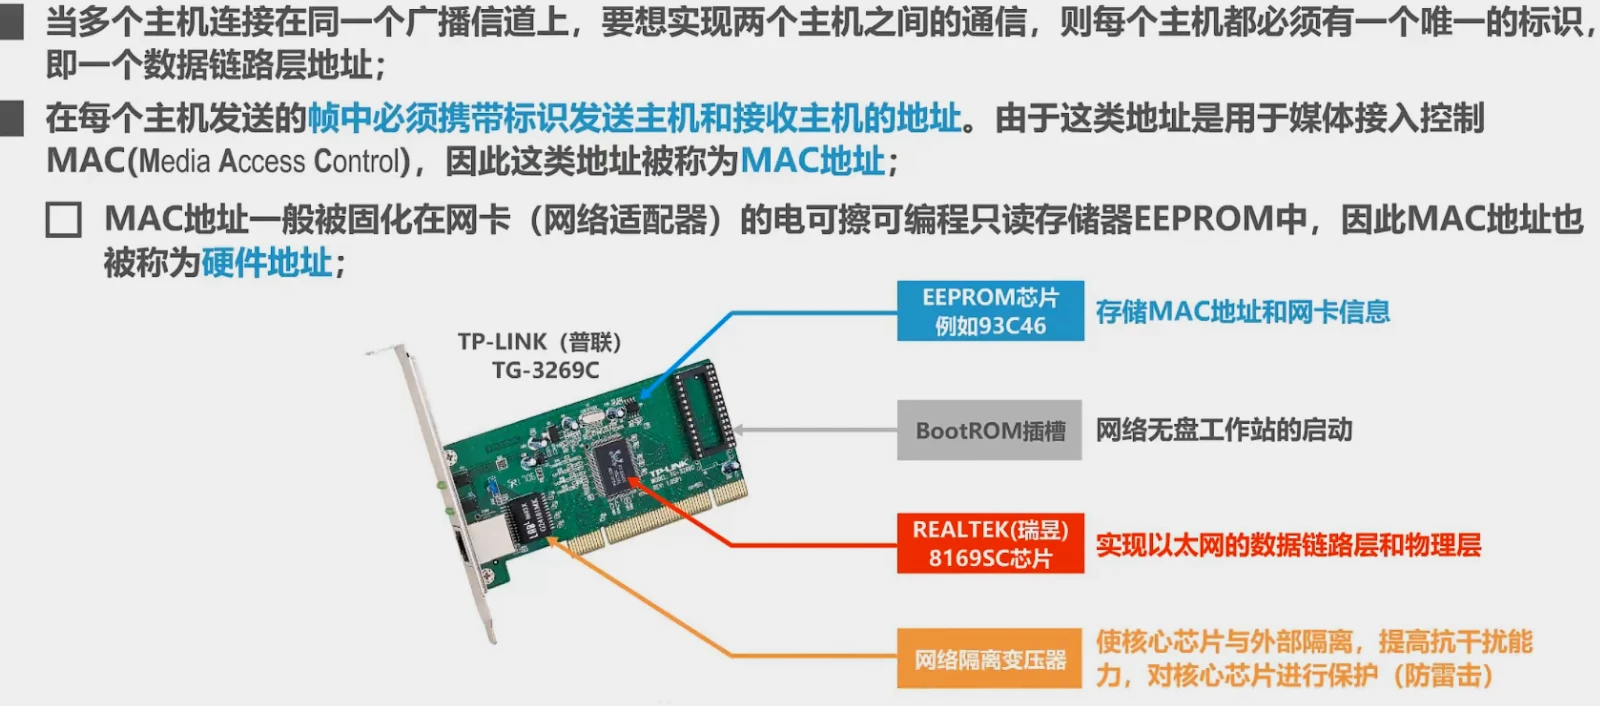 当多个主机连接在同一个广播信道上，要想实现两个主机之间的通信，则每个主机都必须有一个唯一的标识，
即一个数据链路层地址；
在每个主机发送的帧中必须携带标识发送主机和接收主机的地址。由于这类地址是用于媒体接入控制
MAC(Media Access Control)，因此这类地址被称为MAC地址；
MAC地址一般被固化在网卡（网络适配器）的电可擦可编程只读存储器EEPROM中，因此MAC地址也
被称为硬件地址；
TP-LINK（普联）
TG-3269C
EEPROM芯片
例如93C46
存储MAC地址和网卡信息
BootROM插槽
网络无盘工作站的启动
REALTEK(瑞昱)
8169SC芯片
实现以太网的数据链路层和物理层
网络隔离变压器
使核心芯片与外部隔离，提高抗干扰能
力，对核心芯片进行保护（防雷击）
TP-LINK